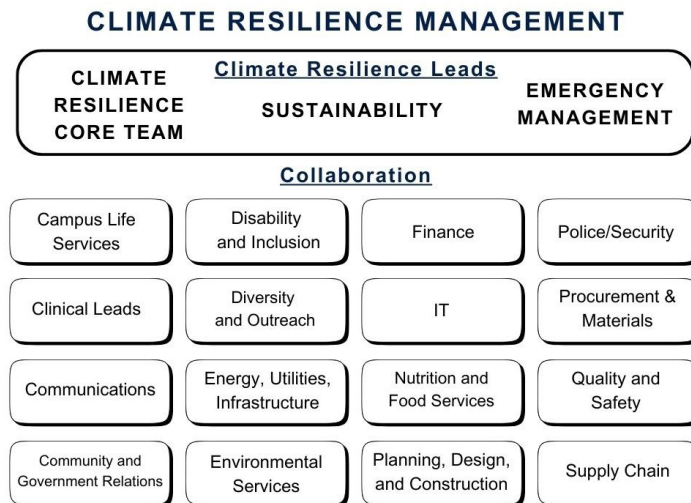 CLIMATE RESILIENCE MANAGEMENT
Climate Resilience Leads
CLIMATE
RESILIENCE
CORE TEAM
SUSTAINABILITY
EMERGENCY
MANAGEMENT
Collaboration
Campus Life
Services
Disability
and Inclusion
Finance
Police/Security
Clinical Leads
Diversity
and Outreach
IT
Procurement &
Materials
Communications
Energy, Utilities,
Infrastructure
Nutrition and
Food Services
Quality and
Safety
Community and
Government Relations
Environmental
Services
Planning, Design,
and Construction
Supply Chain